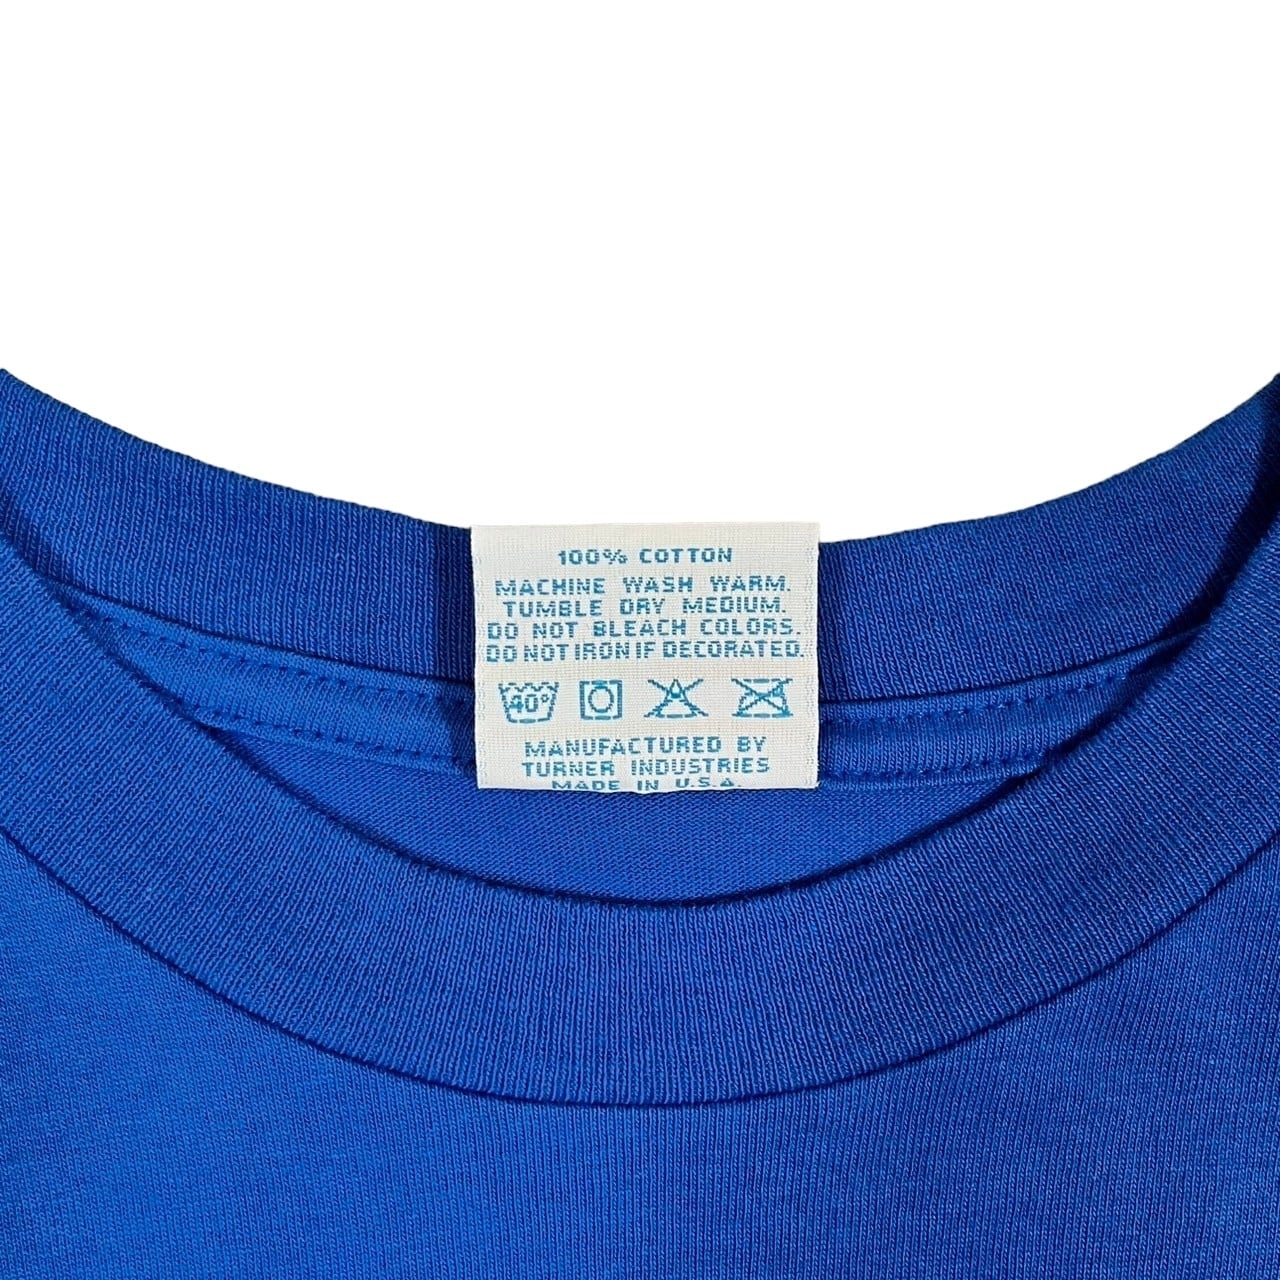 100% COTTON
MACHINE WASH WARM.
TUMBLE DRY MEDIUM.
DO NOT BLEACH COLORS.
DO NOT IRON IF DECORATED.
40°
MANUFACTURED BY
TURNER INDUSTRIES
MADE IN U.S.A.